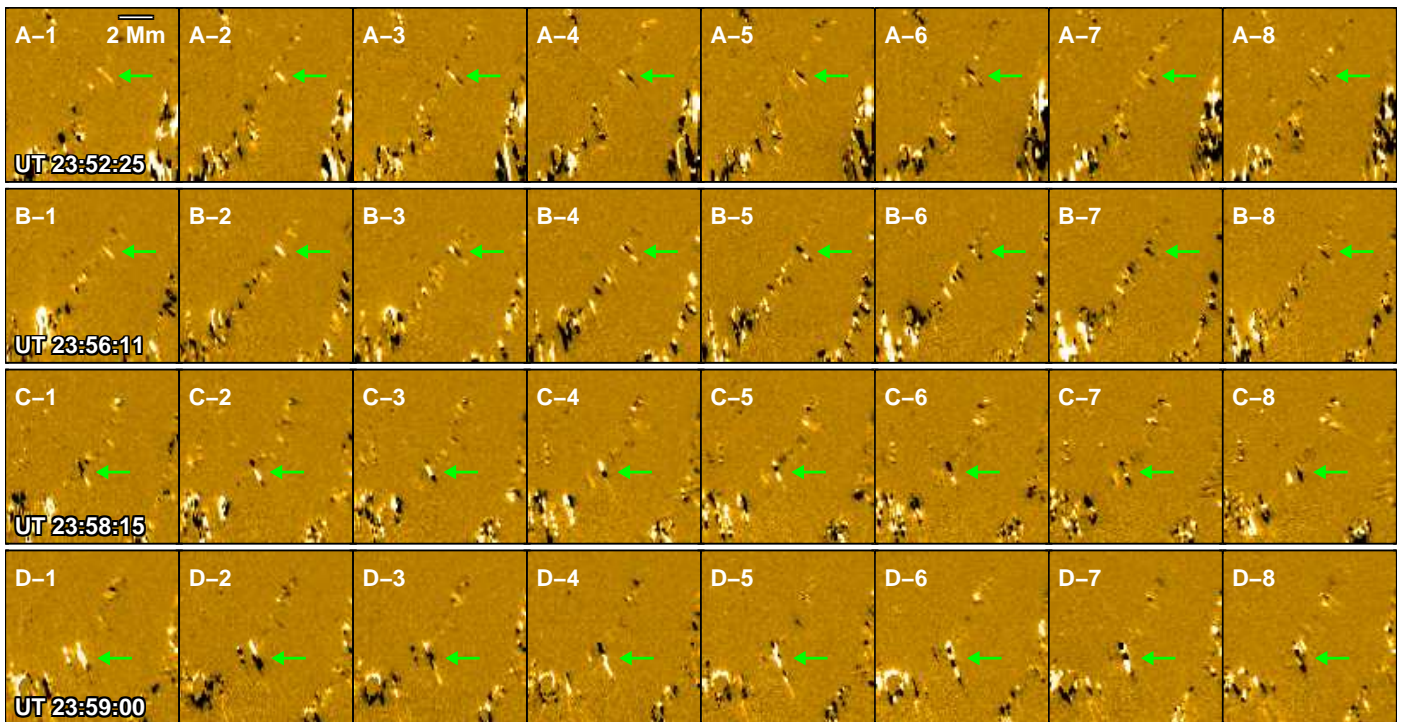 A–1 2 Mm A–2 A–3 A–4 A–5 A–6 A–7 A–8
UT 23:52:25
B–1 B–2 B–3 B–4 B–5 B–6 B–7 B–8
UT 23:56:11
C–1 C–2 C–3 C–4 C–5 C–6 C–7 C–8
UT 23:58:15
D–1 D–2 D–3 D–4 D–5 D–6 D–7 D–8
UT 23:59:00